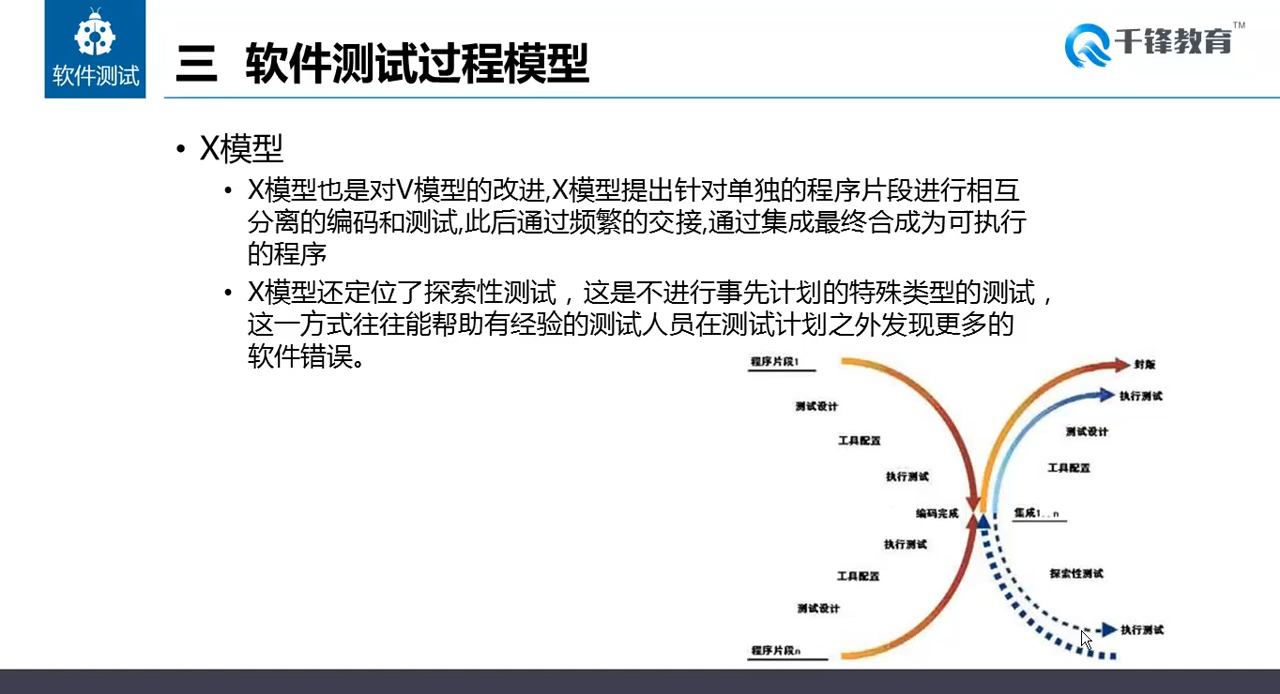 软件测试
三 软件测试过程模型
千锋教育
TM
• X模型
• X模型也是对V模型的改进,X模型提出针对单独的程序片段进行相互
分离的编码和测试,此后通过频繁的交接,通过集成最终合成为可执行
的程序
• X模型还定位了探索性测试，这是不进行事先计划的特殊类型的测试，
这一方式往往能帮助有经验的测试人员在测试计划之外发现更多的
软件错误。
程序片段1
测试设计
工具配置
执行测试
编码完成
执行测试
工具配置
测试设计
程序片段n
封版
执行测试
测试设计
工具配置
集成1..n
探索性测试
执行测试